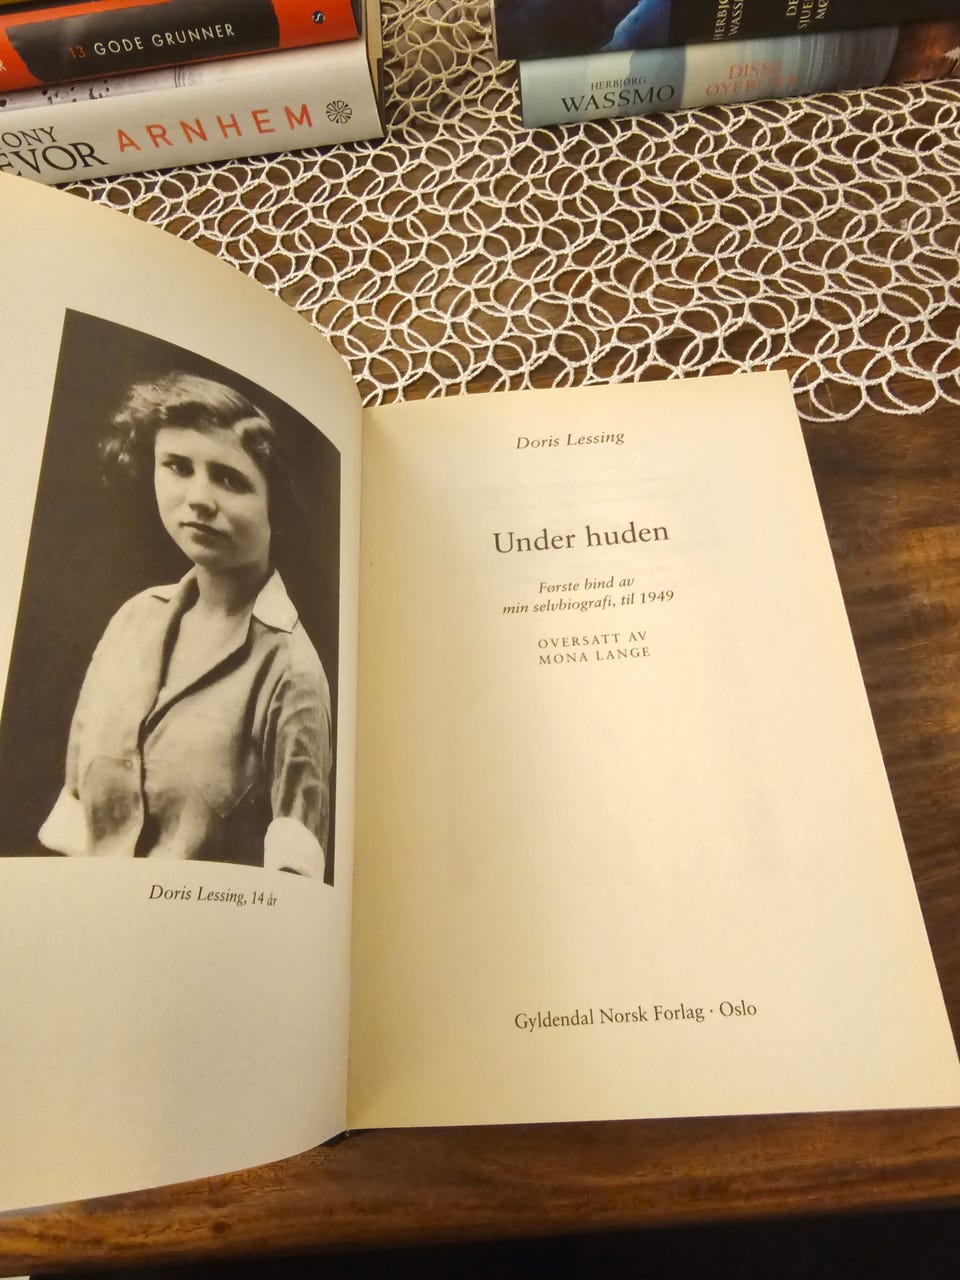 13 GODE GRUNNER
S
ARNHEM
EVOR
HERBJØRG
WASSMO
Doris Lessing, 14 år
Doris Lessing
Under huden
Første bind av
min selvbiografi, til 1949
OVERSATT AV
MONA LANGE
Gyldendal Norsk Forlag · Oslo